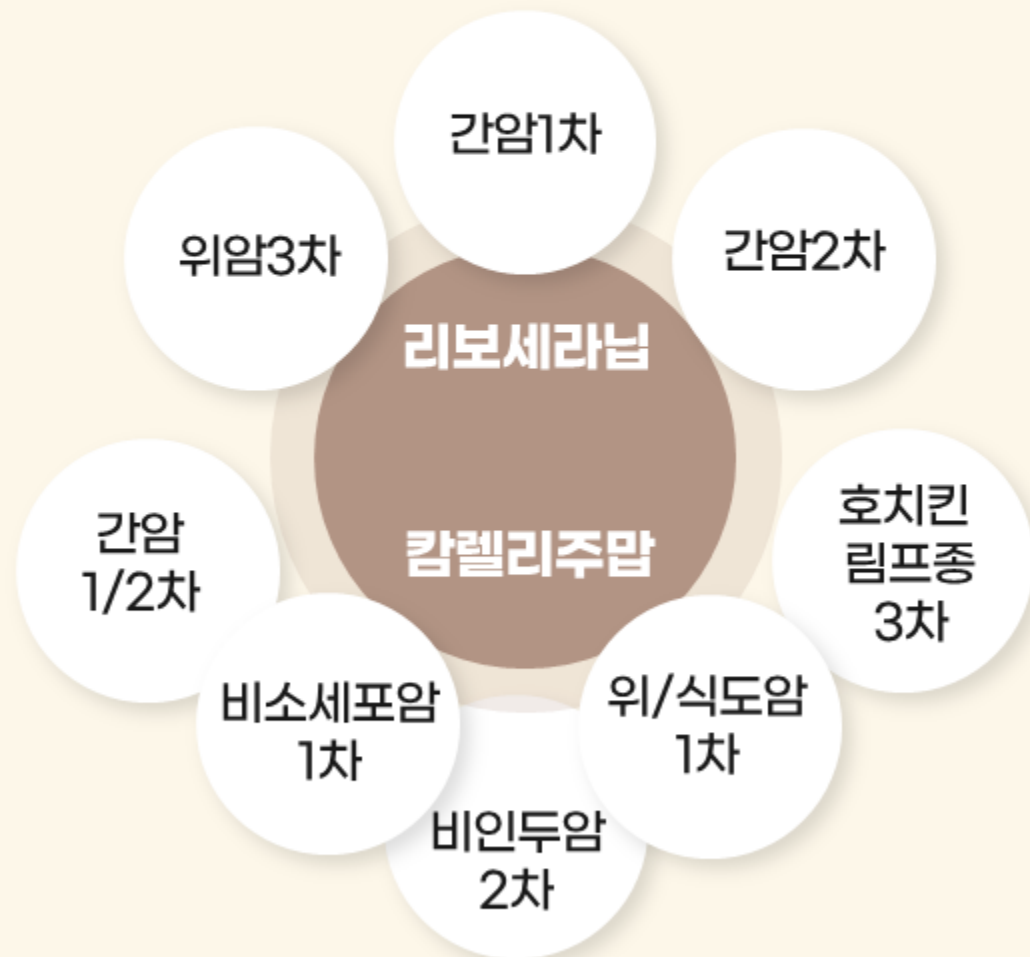 간암1차
위암3차
간암2차
리보세라닙
캄렐리주맙
간암
1/2차
호치킨
림프종
3차
비소세포암
1차
위/식도암
1차
비인두암
2차